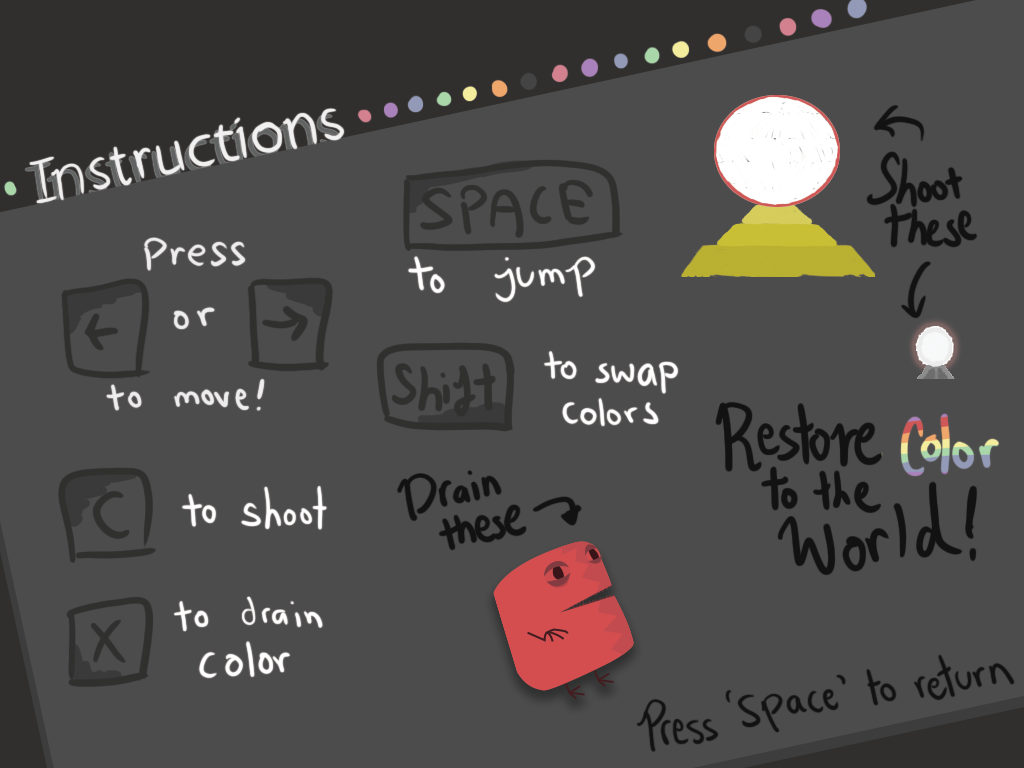 Instructions
Press
← or →
to move!
SPACE
to jump
Shift to swap
colors
C to shoot
X to drain
color
Drain
these
Shoot
these
Restore Color
to the
World!
Press 'Space' to return